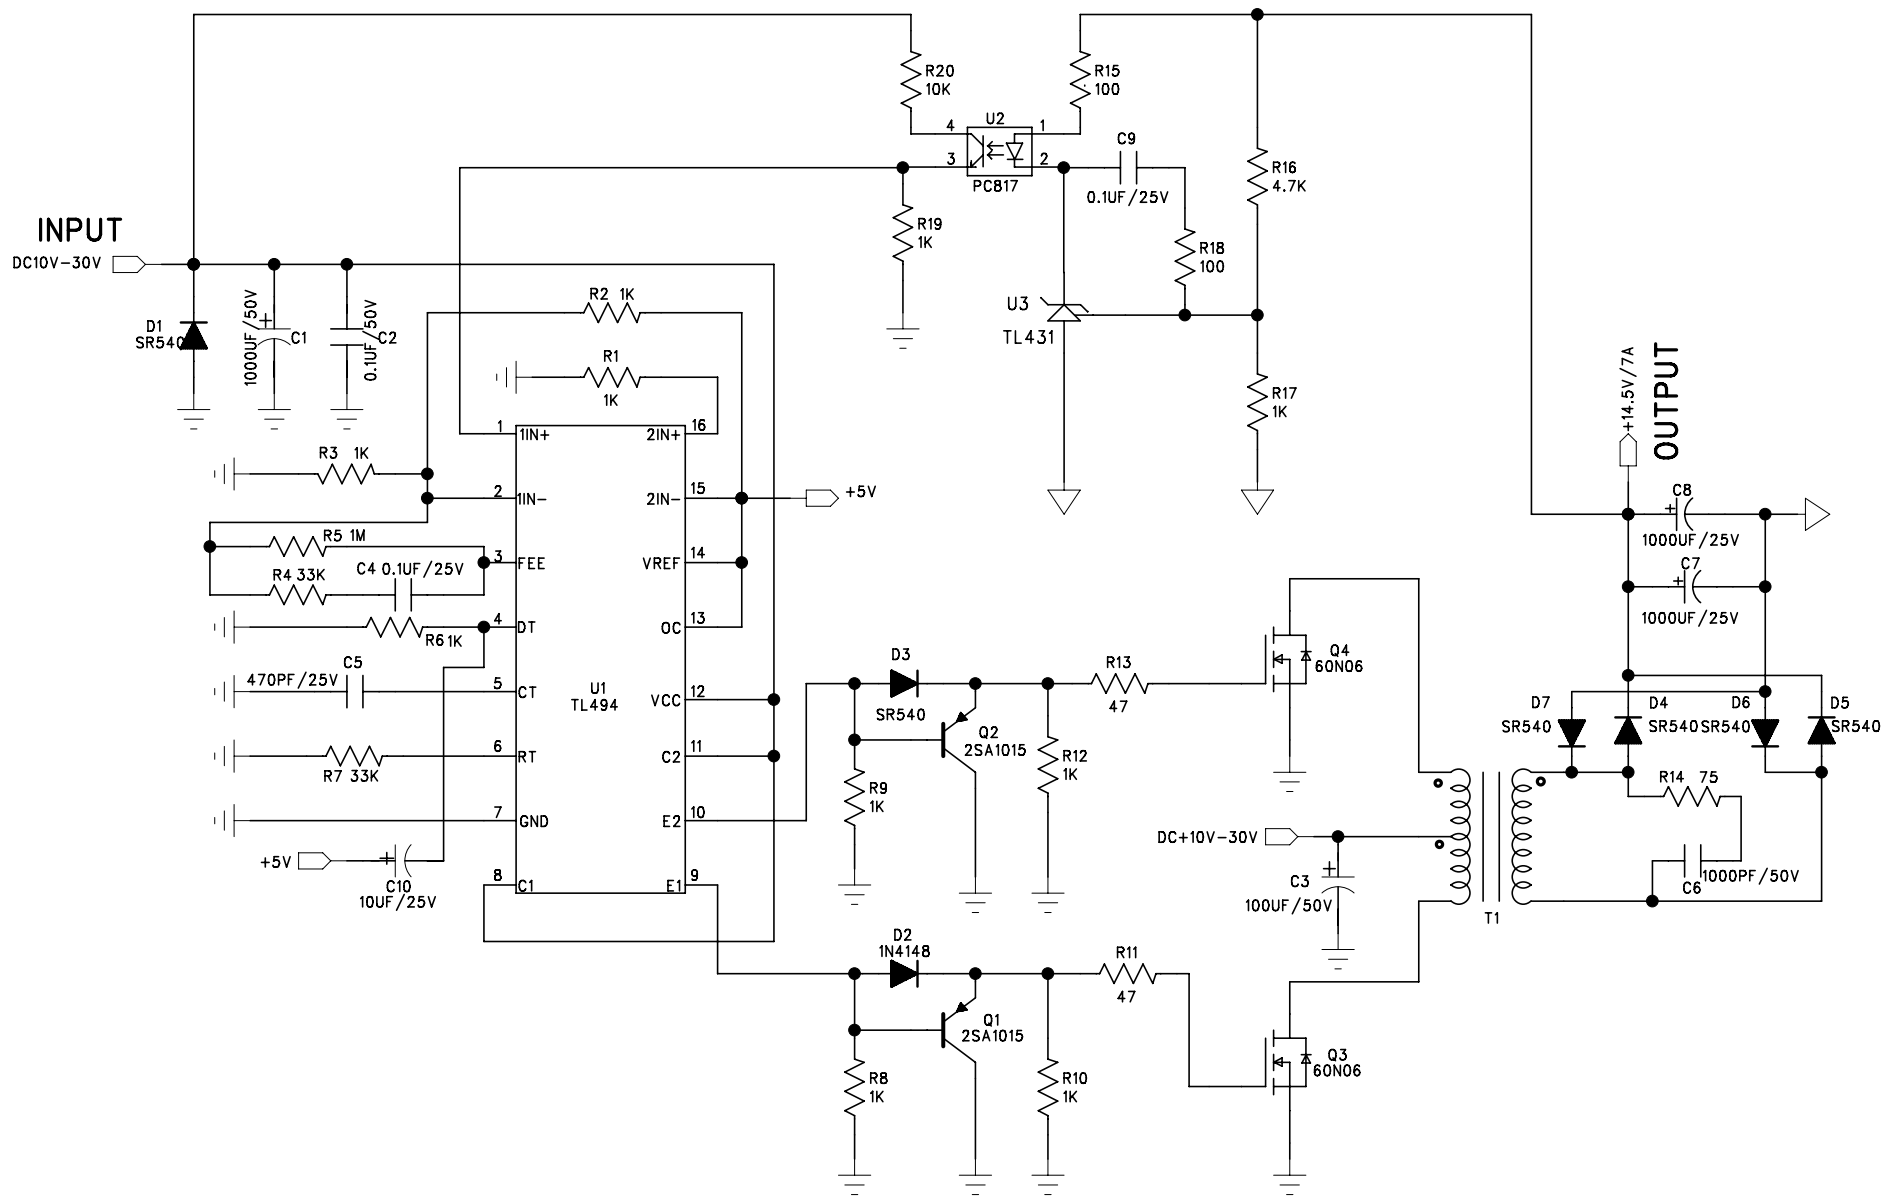 R20
10K
U2
4
1
3
2
PC817
R15
100
C9
0.1UF/25V
R16
4.7K
R19
1K
R18
100
INPUT
DC10V-30V
D1
SR540
1000UF/50V
C1
0.1UF/50V
C2
R2 1K
R1
1K
U3
TL431
R17
1K
+14.5V/7A
OUTPUT
R3 1K
1
1IN+
2IN+
16
2
1IN-
2IN-
15
+5V
R5 1M
3
FEE
VREF
14
R4 33K
C4 0.1UF/25V
4
DT
OC
13
R6 1K
C5
470PF/25V
5
CT
U1
TL494
VCC
12
6
RT
C2
11
R7 33K
7
GND
E2
10
+5V
C10
10UF/25V
8
C1
E1
9
D3
SR540
Q2
2SA1015
R9
1K
R12
1K
R13
47
Q4
60N06
D2
1N4148
Q1
2SA1015
R8
1K
R10
1K
R11
47
Q3
60N06
DC+10V-30V
C3
100UF/50V
T1
C8
1000UF/25V
C7
1000UF/25V
D7
SR540
D4
SR540
D6
SR540
D5
SR540
R14 75
C6
1000PF/50V